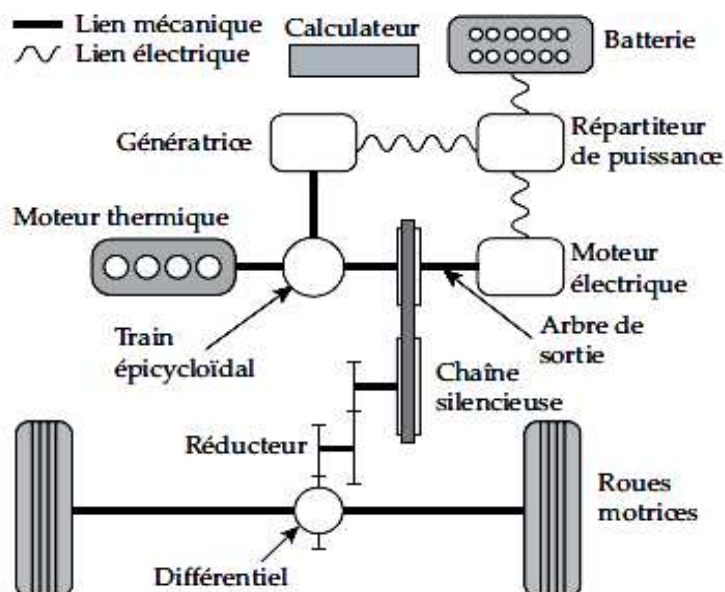 Lien mécanique
Lien électrique
Calculateur
Batterie
Génératrice
Répartiteur
de puissance
Moteur thermique
Moteur
électrique
Train
épicycloïdal
Arbre de
sortie
Chaîne
silencieuse
Réducteur
Roues
motrices
Différentiel